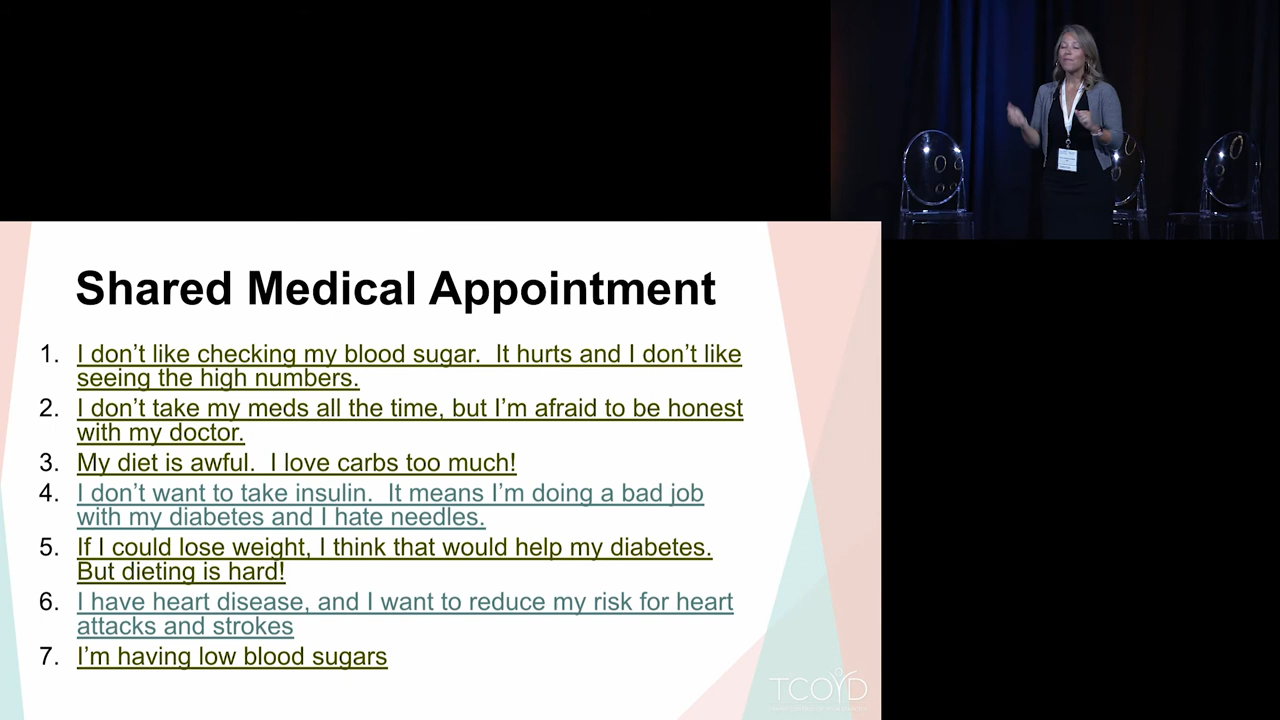 Shared Medical Appointment
1. I don’t like checking my blood sugar.  It hurts and I don’t like
seeing the high numbers.
2. I don’t take my meds all the time, but I’m afraid to be honest
with my doctor.
3. My diet is awful.  I love carbs too much!
4. I don’t want to take insulin.  It means I’m doing a bad job
with my diabetes and I hate needles.
5. If I could lose weight, I think that would help my diabetes.
But dieting is hard!
6. I have heart disease, and I want to reduce my risk for heart
attacks and strokes
7. I’m having low blood sugars
TCOYD